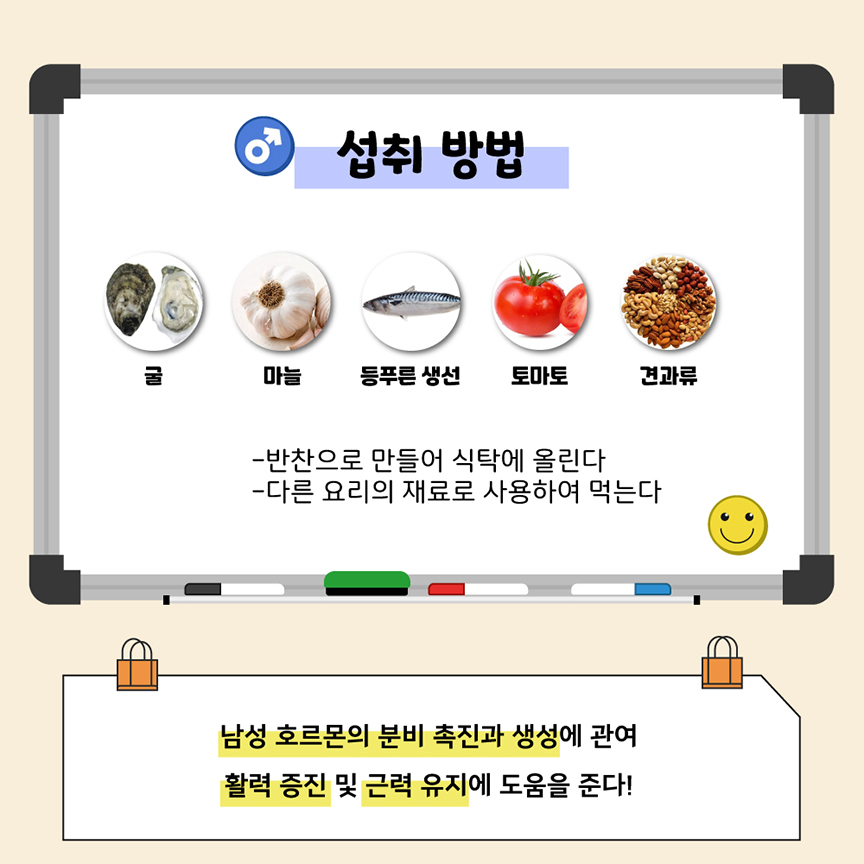 섭취 방법
굴
마늘
등푸른 생선
토마토
견과류
-반찬으로 만들어 식탁에 올린다
-다른 요리의 재료로 사용하여 먹는다
남성 호르몬의 분비 촉진과 생성에 관여
활력 증진 및 근력 유지에 도움을 준다!